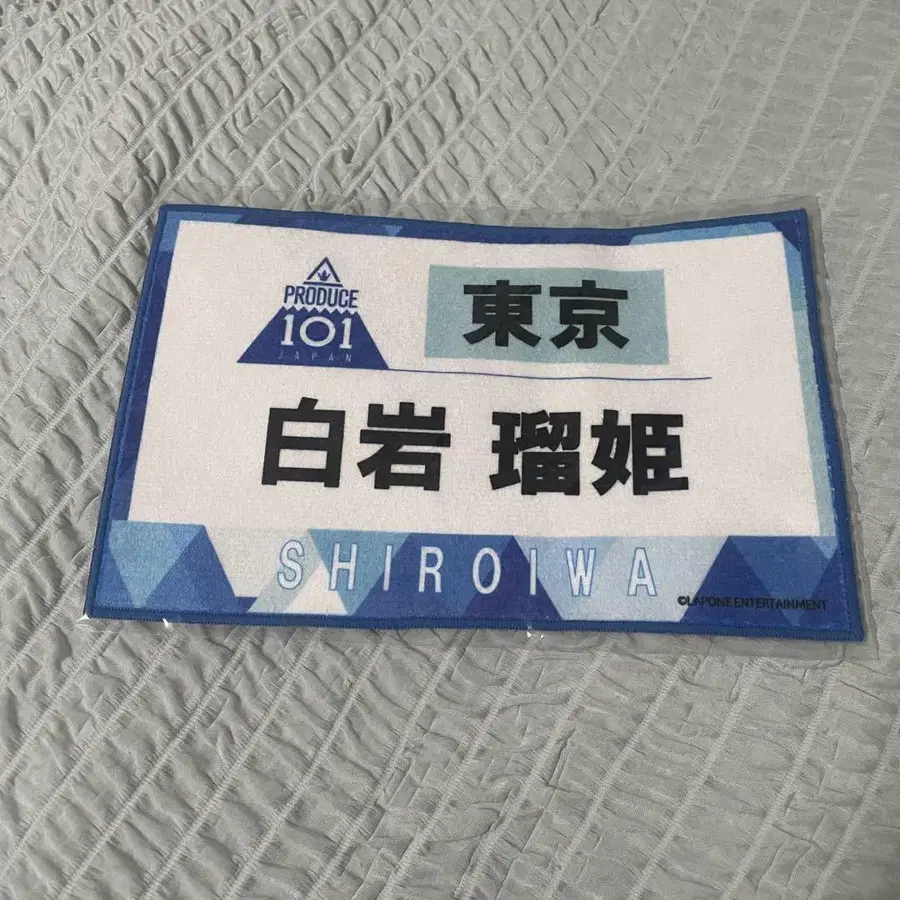 PRODUCE
101
JAPAN
東京
白岩 瑠姫
SHIROIWA
©LAPONE ENTERTAINMENT